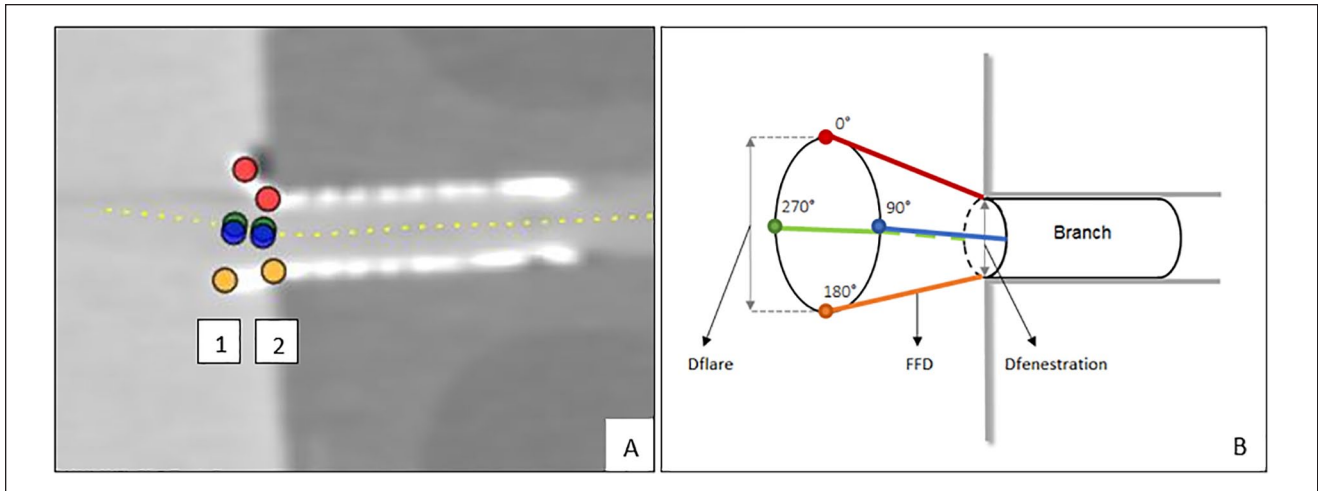 1
2
A
0°
270°
90°
Branch
180°
Dflare
FFD
Dfenestration
B